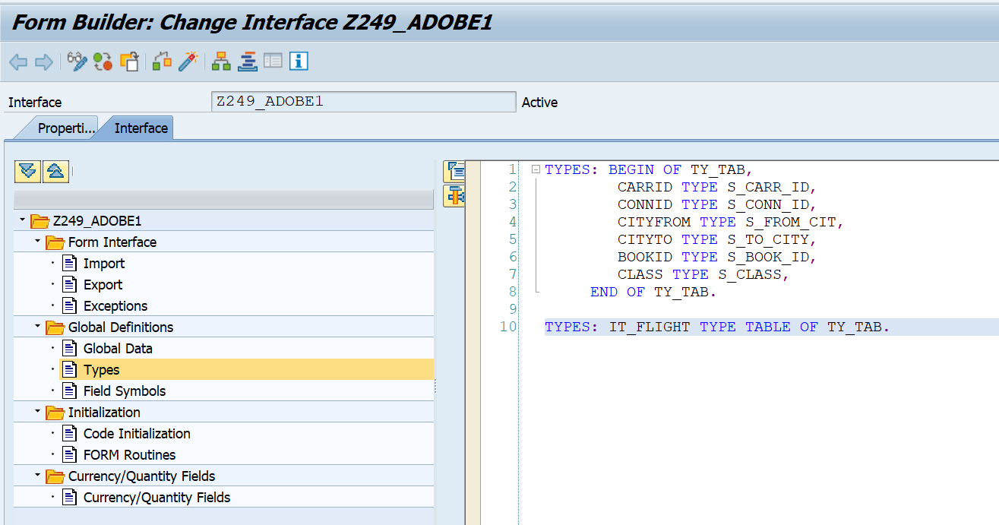 Form Builder: Change Interface Z249_ADOBE1
Interface
Z249_ADOBE1
Active
Properti...
Interface
Z249_ADOBE1
Form Interface
Import
Export
Exceptions
Global Definitions
Global Data
Types
Field Symbols
Initialization
Code Initialization
FORM Routines
Currency/Quantity Fields
Currency/Quantity Fields
1 TYPES: BEGIN OF TY_TAB,
2 CARRID TYPE S_CARR_ID,
3 CONNID TYPE S_CONN_ID,
4 CITYFROM TYPE S_FROM_CIT,
5 CITYTO TYPE S_TO_CITY,
6 BOOKID TYPE S_BOOK_ID,
7 CLASS TYPE S_CLASS,
8 END OF TY_TAB.
9
10 TYPES: IT_FLIGHT TYPE TABLE OF TY_TAB.